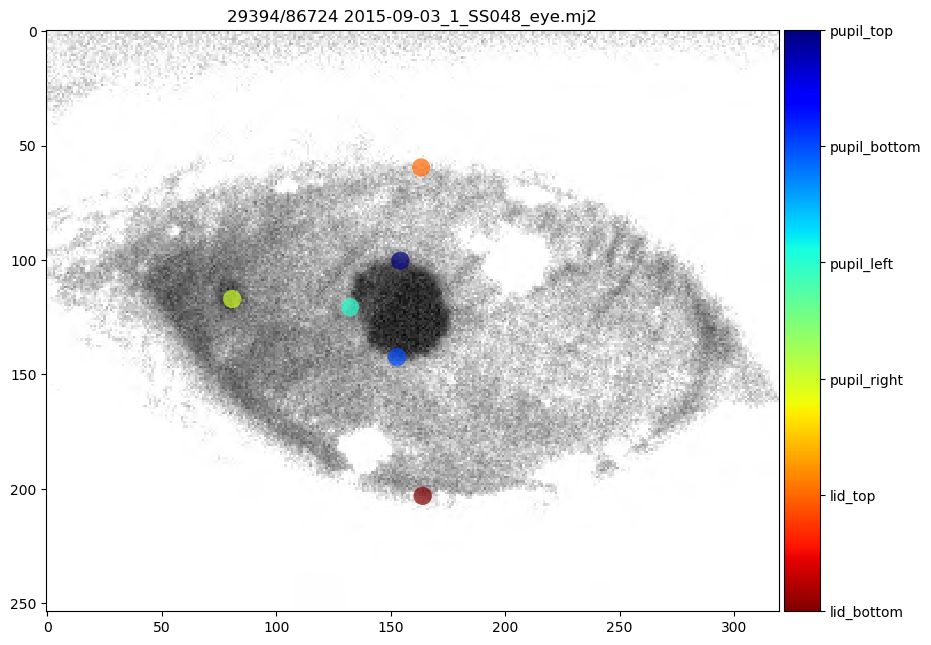 29394/86724 2015-09-03_1_SS048_eye.mj2
0
50
100
150
200
250
0
50
100
150
200
250
300
pupil_top
pupil_bottom
pupil_left
pupil_right
lid_top
lid_bottom